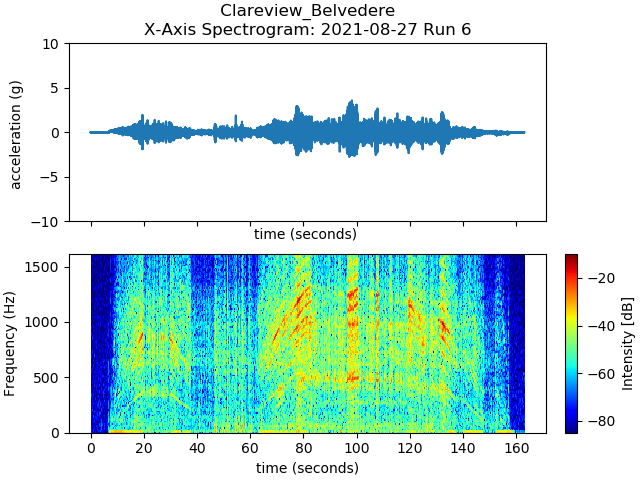 Clareview_Belvedere
X-Axis Spectrogram: 2021-08-27 Run 6
10
5
0
−5
−10
acceleration (g)
time (seconds)
1500
1000
500
0
Frequency (Hz)
0 20 40 60 80 100 120 140 160
time (seconds)
−20
−40
−60
−80
Intensity [dB]